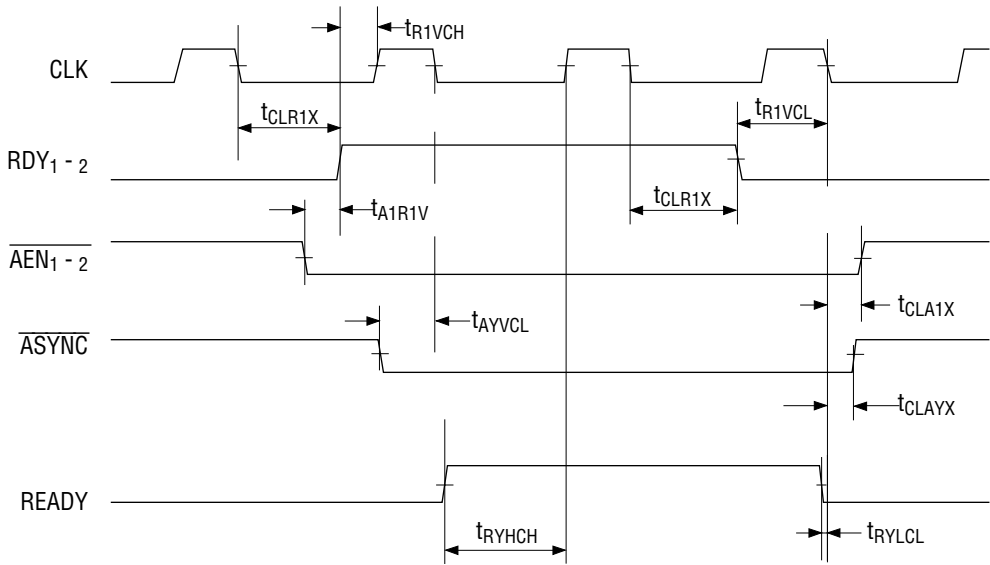 tR1VCH
CLK
tCLR1X
tR1VCL
RDY1 - 2
tA1R1V
tCLR1X
AEN1 - 2
tCLA1X
tAYVCL
ASYNC
tCLAYX
READY
tRYHCH
tRYLCL